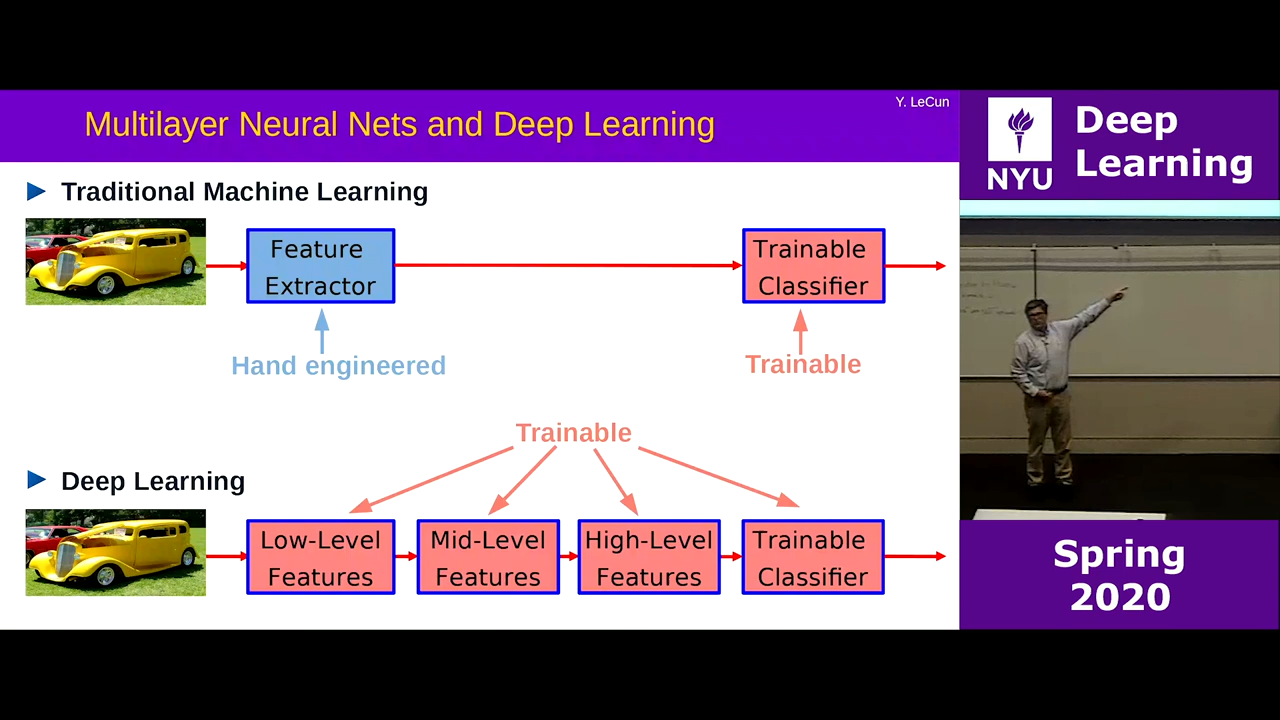 Y. LeCun
Multilayer Neural Nets and Deep Learning
Traditional Machine Learning
Feature
Extractor
Trainable
Classifier
Hand engineered
Trainable
Trainable
Deep Learning
Low-Level
Features
Mid-Level
Features
High-Level
Features
Trainable
Classifier
NYU
Deep
Learning
Spring
2020